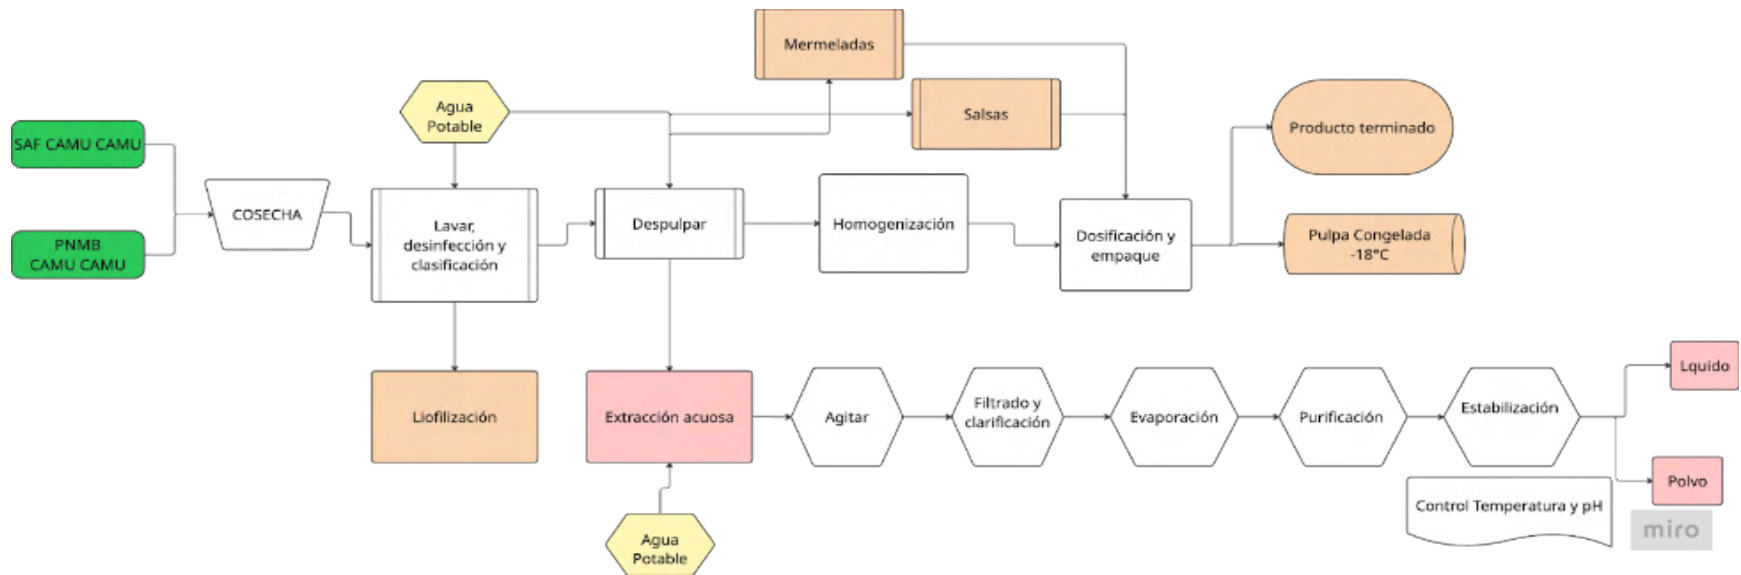 Mermeladas
Salsas
Agua
Potable
SAF CAMU CAMU
PNMB
CAMU CAMU
COSECHA
Lavar,
desinfección y
clasificación
Despulpar
Homogenización
Dosificación y
empaque
Producto terminado
Pulpa Congelada
-18°C
Liofilización
Extracción acuosa
Agitar
Filtrado y
clarificación
Evaporación
Purificación
Estabilización
Lquido
Polvo
Control Temperatura y pH
Agua
Potable
miro